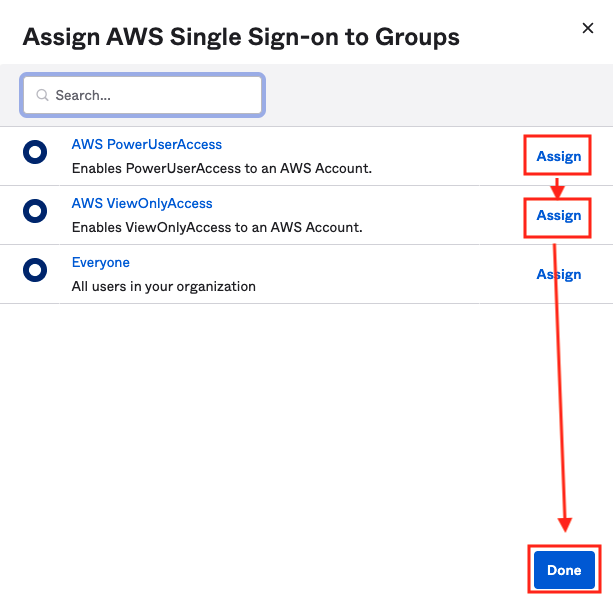 Assign AWS Single Sign-on to Groups
Search...
AWS PowerUserAccess
Enables PowerUserAccess to an AWS Account.
Assign
AWS ViewOnlyAccess
Enables ViewOnlyAccess to an AWS Account.
Assign
Everyone
All users in your organization
Assign
Done